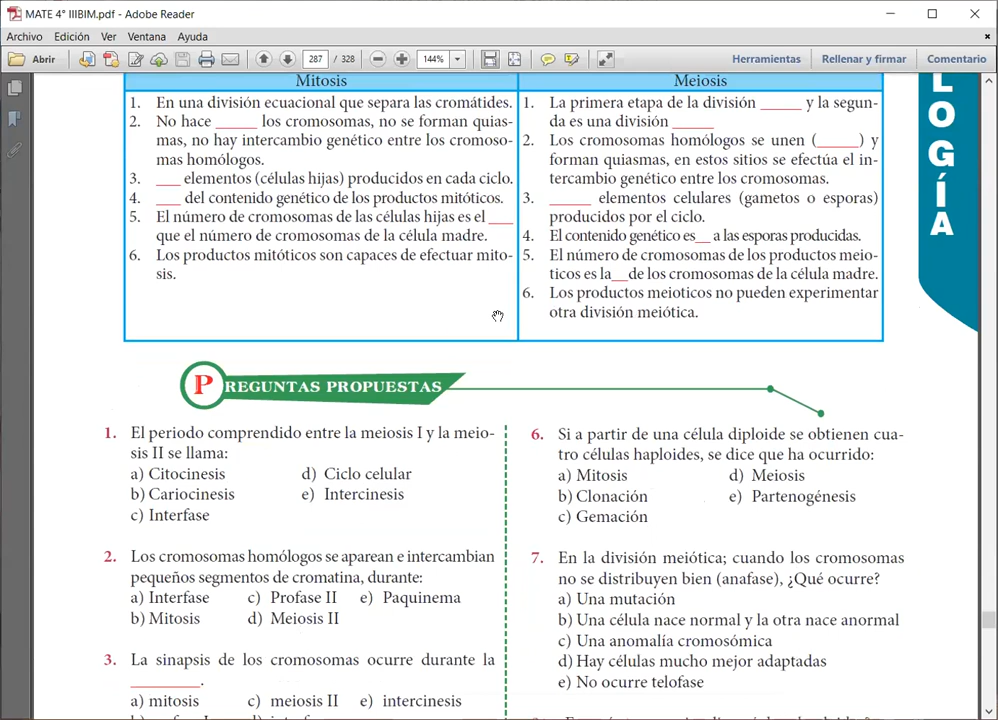 MATE 4° IIIBIM.pdf - Adobe Reader
Archivo Edición Ver Ventana Ayuda
Abrir 287 / 328 144% Herramientas Rellenar y firmar Comentario
Mitosis
1. En una división ecuacional que separa las cromátides.
2. No hace _____ los cromosomas, no se forman quias-
mas, no hay intercambio genético entre los cromoso-
mas homólogos.
3. ___ elementos (células hijas) producidos en cada ciclo.
4. ___ del contenido genético de los productos mitóticos.
5. El número de cromosomas de las células hijas es el ___
que el número de cromosomas de la célula madre.
6. Los productos mitóticos son capaces de efectuar mito-
sis.
Meiosis
1. La primera etapa de la división _____ y la segun-
da es una división _____
2. Los cromosomas homólogos se unen (_____) y
forman quiasmas, en estos sitios se efectúa el in-
tercambio genético entre los cromosomas.
3. _____ elementos celulares (gametos o esporas)
producidos por el ciclo.
4. El contenido genético es__ a las esporas producidas.
5. El número de cromosomas de los productos meio-
ticos es la__de los cromosomas de la célula madre.
6. Los productos meioticos no pueden experimentar
otra división meiótica.
L
O
G
Í
A
PREGUNTAS PROPUESTAS
1. El periodo comprendido entre la meiosis I y la meio-
sis II se llama:
a) Citocinesis d) Ciclo celular
b) Cariocinesis e) Intercinesis
c) Interfase
2. Los cromosomas homólogos se aparean e intercambian
pequeños segmentos de cromatina, durante:
a) Interfase c) Profase II e) Paquinema
b) Mitosis d) Meiosis II
3. La sinapsis de los cromosomas ocurre durante la
________.
a) mitosis c) meiosis II e) intercinesis
6. Si a partir de una célula diploide se obtienen cua-
tro células haploides, se dice que ha ocurrido:
a) Mitosis d) Meiosis
b) Clonación e) Partenogénesis
c) Gemación
7. En la división meiótica; cuando los cromosomas
no se distribuyen bien (anafase), ¿Qué ocurre?
a) Una mutación
b) Una célula nace normal y la otra nace anormal
c) Una anomalía cromosómica
d) Hay células mucho mejor adaptadas
e) No ocurre telofase